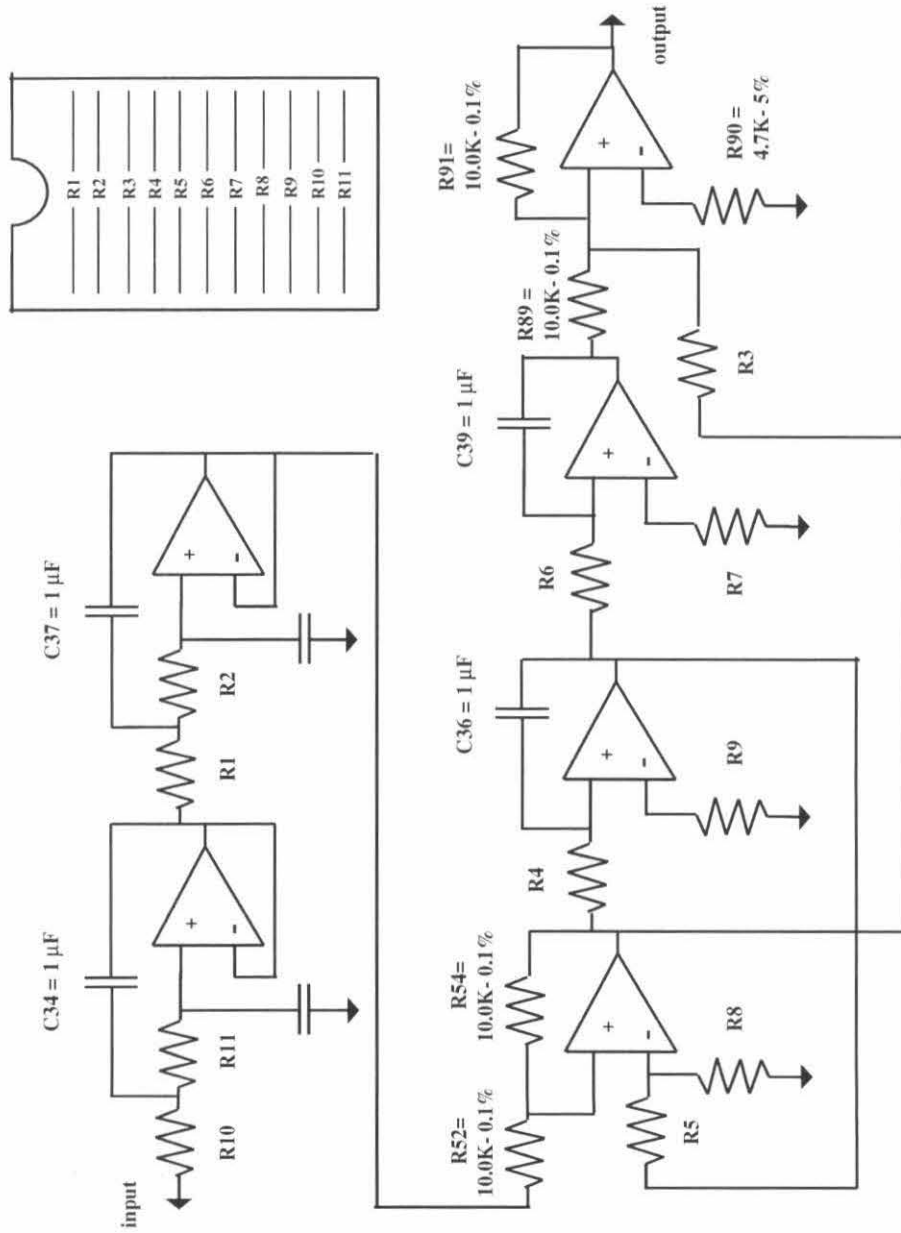 R1
R2
R3
R4
R5
R6
R7
R8
R9
R10
R11
input
R10
R11
C34 = 1 μF
+
-
R1
R2
C37 = 1 μF
+
-
R52=
10.0K- 0.1%
R54=
10.0K- 0.1%
+
-
R5
R8
R4
C36 = 1 μF
+
-
R9
R6
C39 = 1 μF
+
-
R7
R89 =
10.0K- 0.1%
R3
R91=
10.0K- 0.1%
+
-
R90 =
4.7K- 5%
output